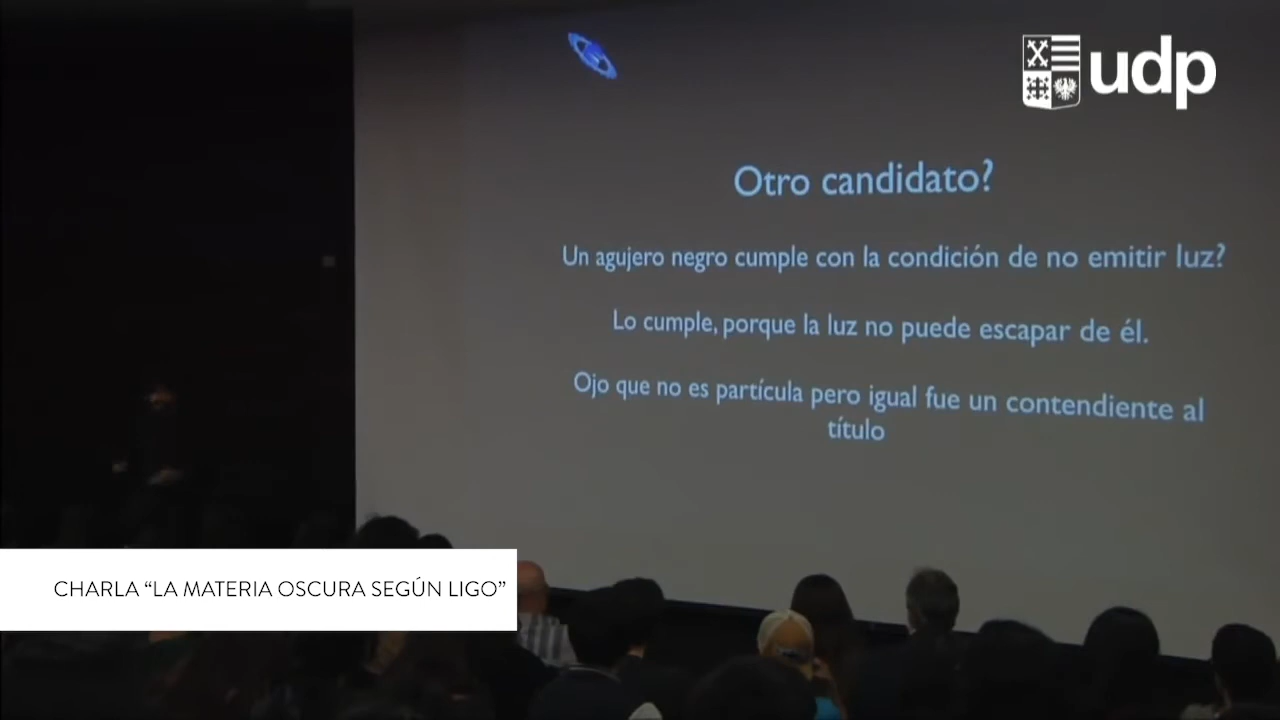 udp
Otro candidato?
Un agujero negro cumple con la condición de no emitir luz?
Lo cumple, porque la luz no puede escapar de él.
Ojo que no es partícula pero igual fue un contendiente al
título
CHARLA “LA MATERIA OSCURA SEGÚN LIGO”